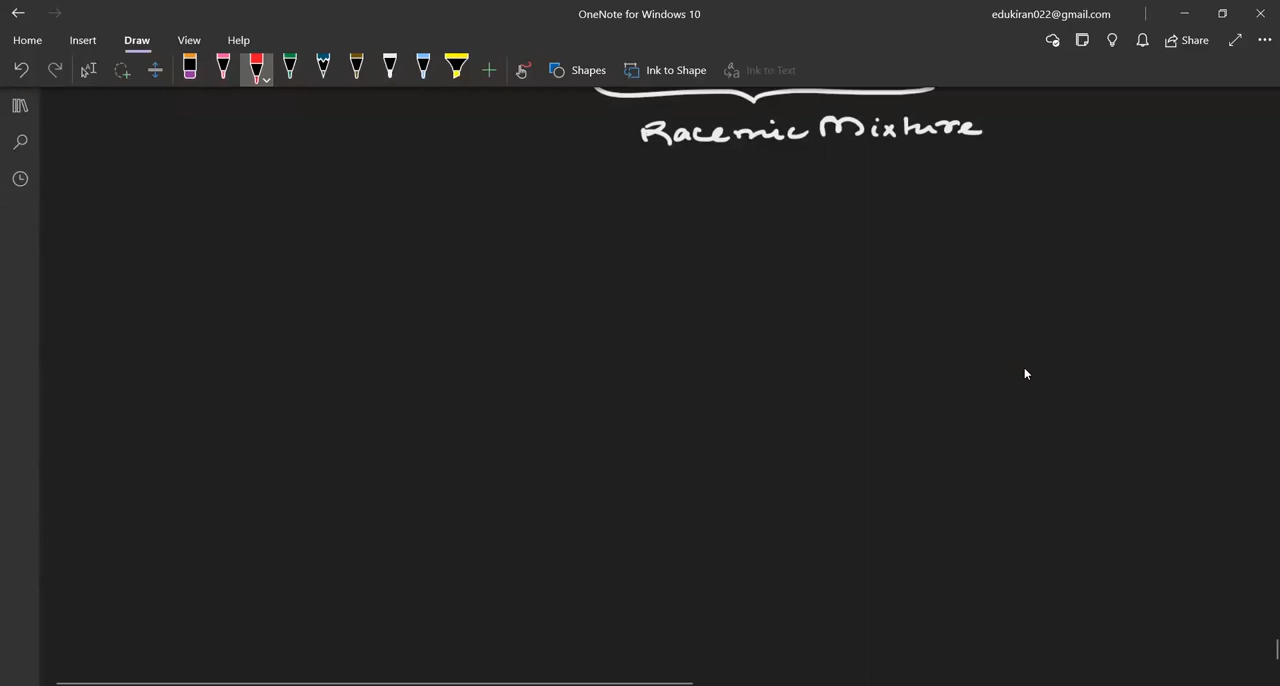 OneNote for Windows 10
edukiran022@gmail.com
Home Insert Draw View Help
Share
Shapes Ink to Shape Ink to Text
Racemic Mixture